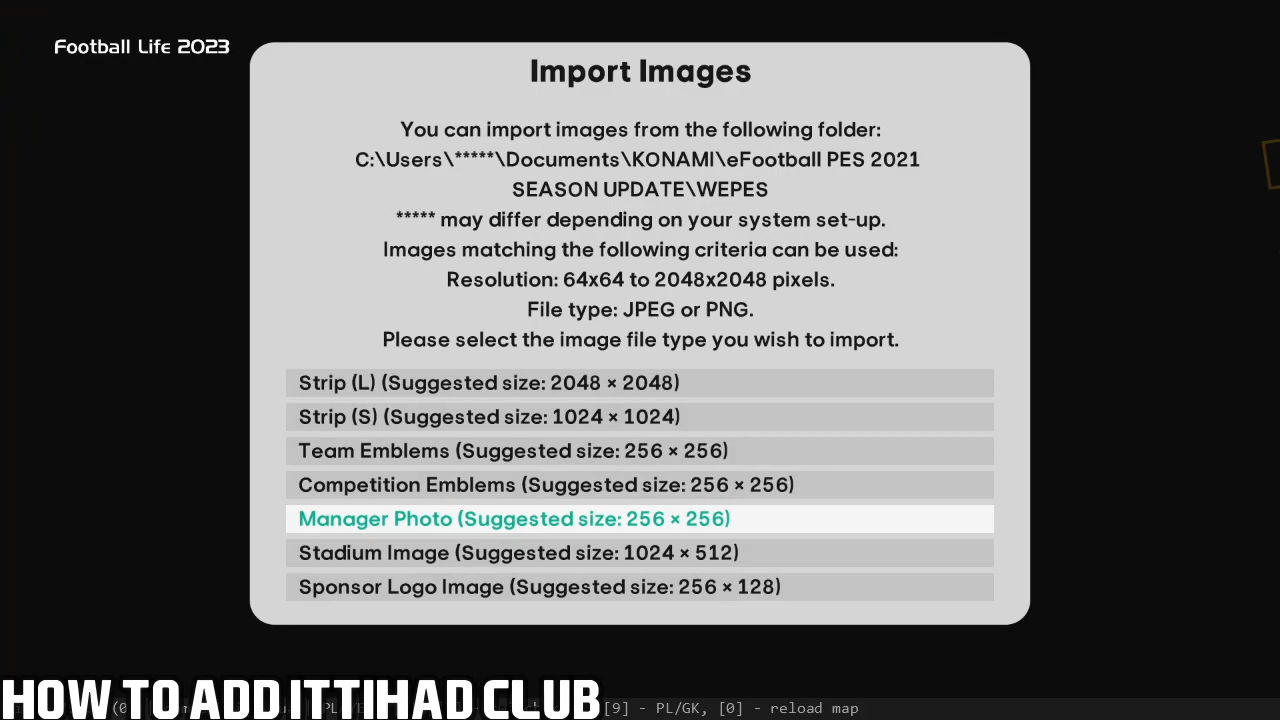 Football Life 2023
Import Images
You can import images from the following folder:
C:\Users\*****\Documents\KONAMI\eFootball PES 2021
SEASON UPDATE\WEPES
***** may differ depending on your system set-up.
Images matching the following criteria can be used:
Resolution: 64x64 to 2048x2048 pixels.
File type: JPEG or PNG.
Please select the image file type you wish to import.
Strip (L) (Suggested size: 2048 × 2048)
Strip (S) (Suggested size: 1024 × 1024)
Team Emblems (Suggested size: 256 × 256)
Competition Emblems (Suggested size: 256 × 256)
Manager Photo (Suggested size: 256 × 256)
Stadium Image (Suggested size: 1024 × 512)
Sponsor Logo Image (Suggested size: 256 × 128)
HOW TO ADD ITTIHAD CLUB
[9] - PL/GK, [0] - reload map